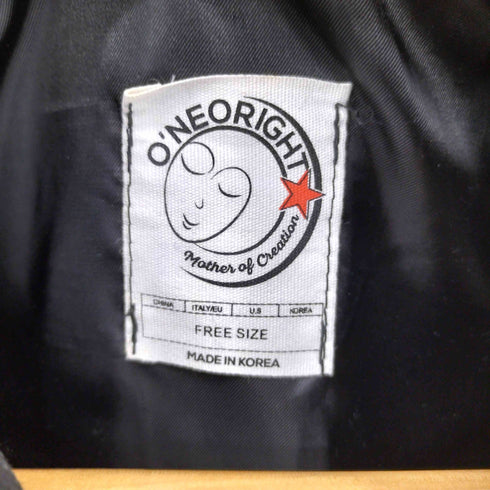 O'NEORIGHT
Mother of Creation
CHINA ITALY/EU U.S KOREA
FREE SIZE
MADE IN KOREA